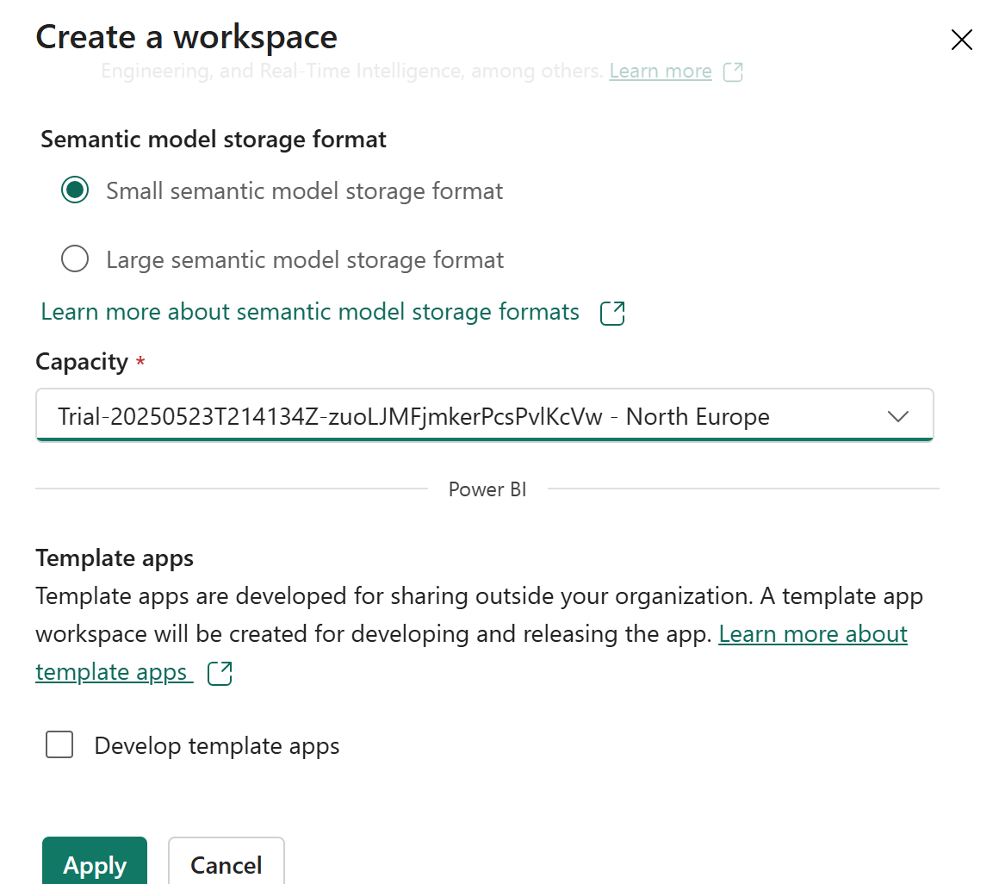 Create a workspace
Engineering, and Real-Time Intelligence, among others. Learn more
Semantic model storage format
Small semantic model storage format
Large semantic model storage format
Learn more about semantic model storage formats
Capacity *
Trial-20250523T214134Z-zuoLJMFjmkerPcsPvlKcVw - North Europe
Power BI
Template apps
Template apps are developed for sharing outside your organization. A template app
workspace will be created for developing and releasing the app. Learn more about
template apps
Develop template apps
Apply Cancel